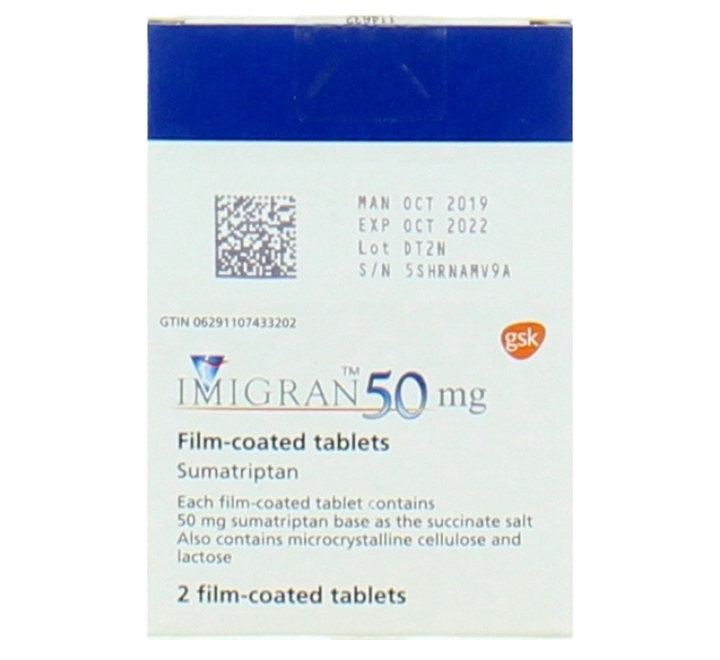 MAN OCT 2019
EXP OCT 2022
Lot DT2N
S/N 5SHRNAMV9A
GTIN 06291107433202
gsk
IMIGRAN™ 50 mg
Film-coated tablets
Sumatriptan
Each film-coated tablet contains
50 mg sumatriptan base as the succinate salt
Also contains microcrystalline cellulose and
lactose
2 film-coated tablets